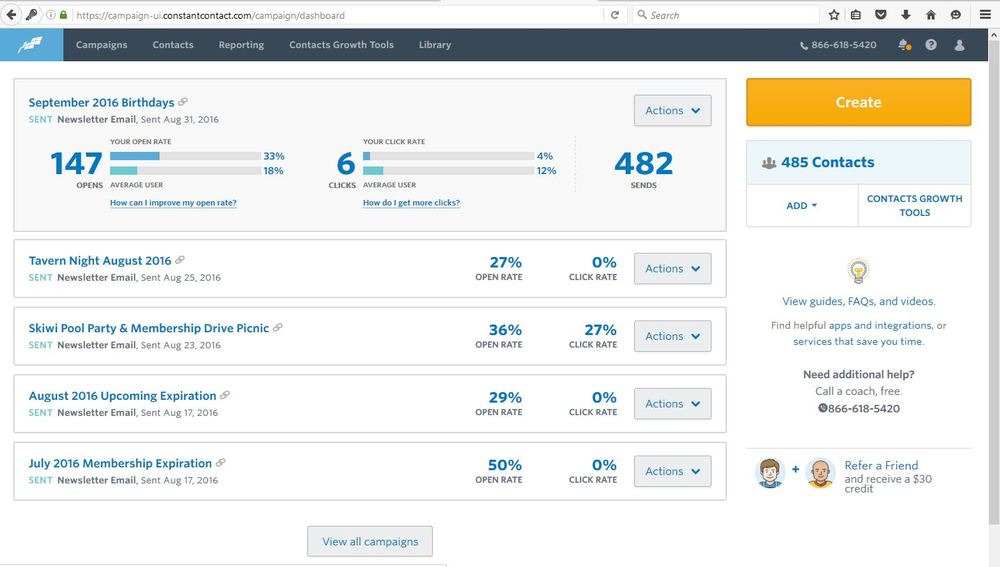 https://campaign-ui.constantcontact.com/campaign/dashboard
Search
Campaigns Contacts Reporting Contacts Growth Tools Library 866-618-5420 ?
September 2016 Birthdays
SENT Newsletter Email, Sent Aug 31, 2016
Actions
147
OPENS
YOUR OPEN RATE
33%
18%
AVERAGE USER
How can I improve my open rate?
6
CLICKS
YOUR CLICK RATE
4%
12%
AVERAGE USER
How do I get more clicks?
482
SENDS
Tavern Night August 2016
SENT Newsletter Email, Sent Aug 25, 2016
27%
OPEN RATE
0%
CLICK RATE
Actions
Skiwi Pool Party & Membership Drive Picnic
SENT Newsletter Email, Sent Aug 23, 2016
36%
OPEN RATE
27%
CLICK RATE
Actions
August 2016 Upcoming Expiration
SENT Newsletter Email, Sent Aug 17, 2016
29%
OPEN RATE
0%
CLICK RATE
Actions
July 2016 Membership Expiration
SENT Newsletter Email, Sent Aug 17, 2016
50%
OPEN RATE
0%
CLICK RATE
Actions
View all campaigns
Create
485 Contacts
ADD
CONTACTS GROWTH
TOOLS
View guides, FAQs, and videos.
Find helpful apps and integrations, or
services that save you time.
Need additional help?
Call a coach, free.
866-618-5420
+
Refer a Friend
and receive a $30
credit